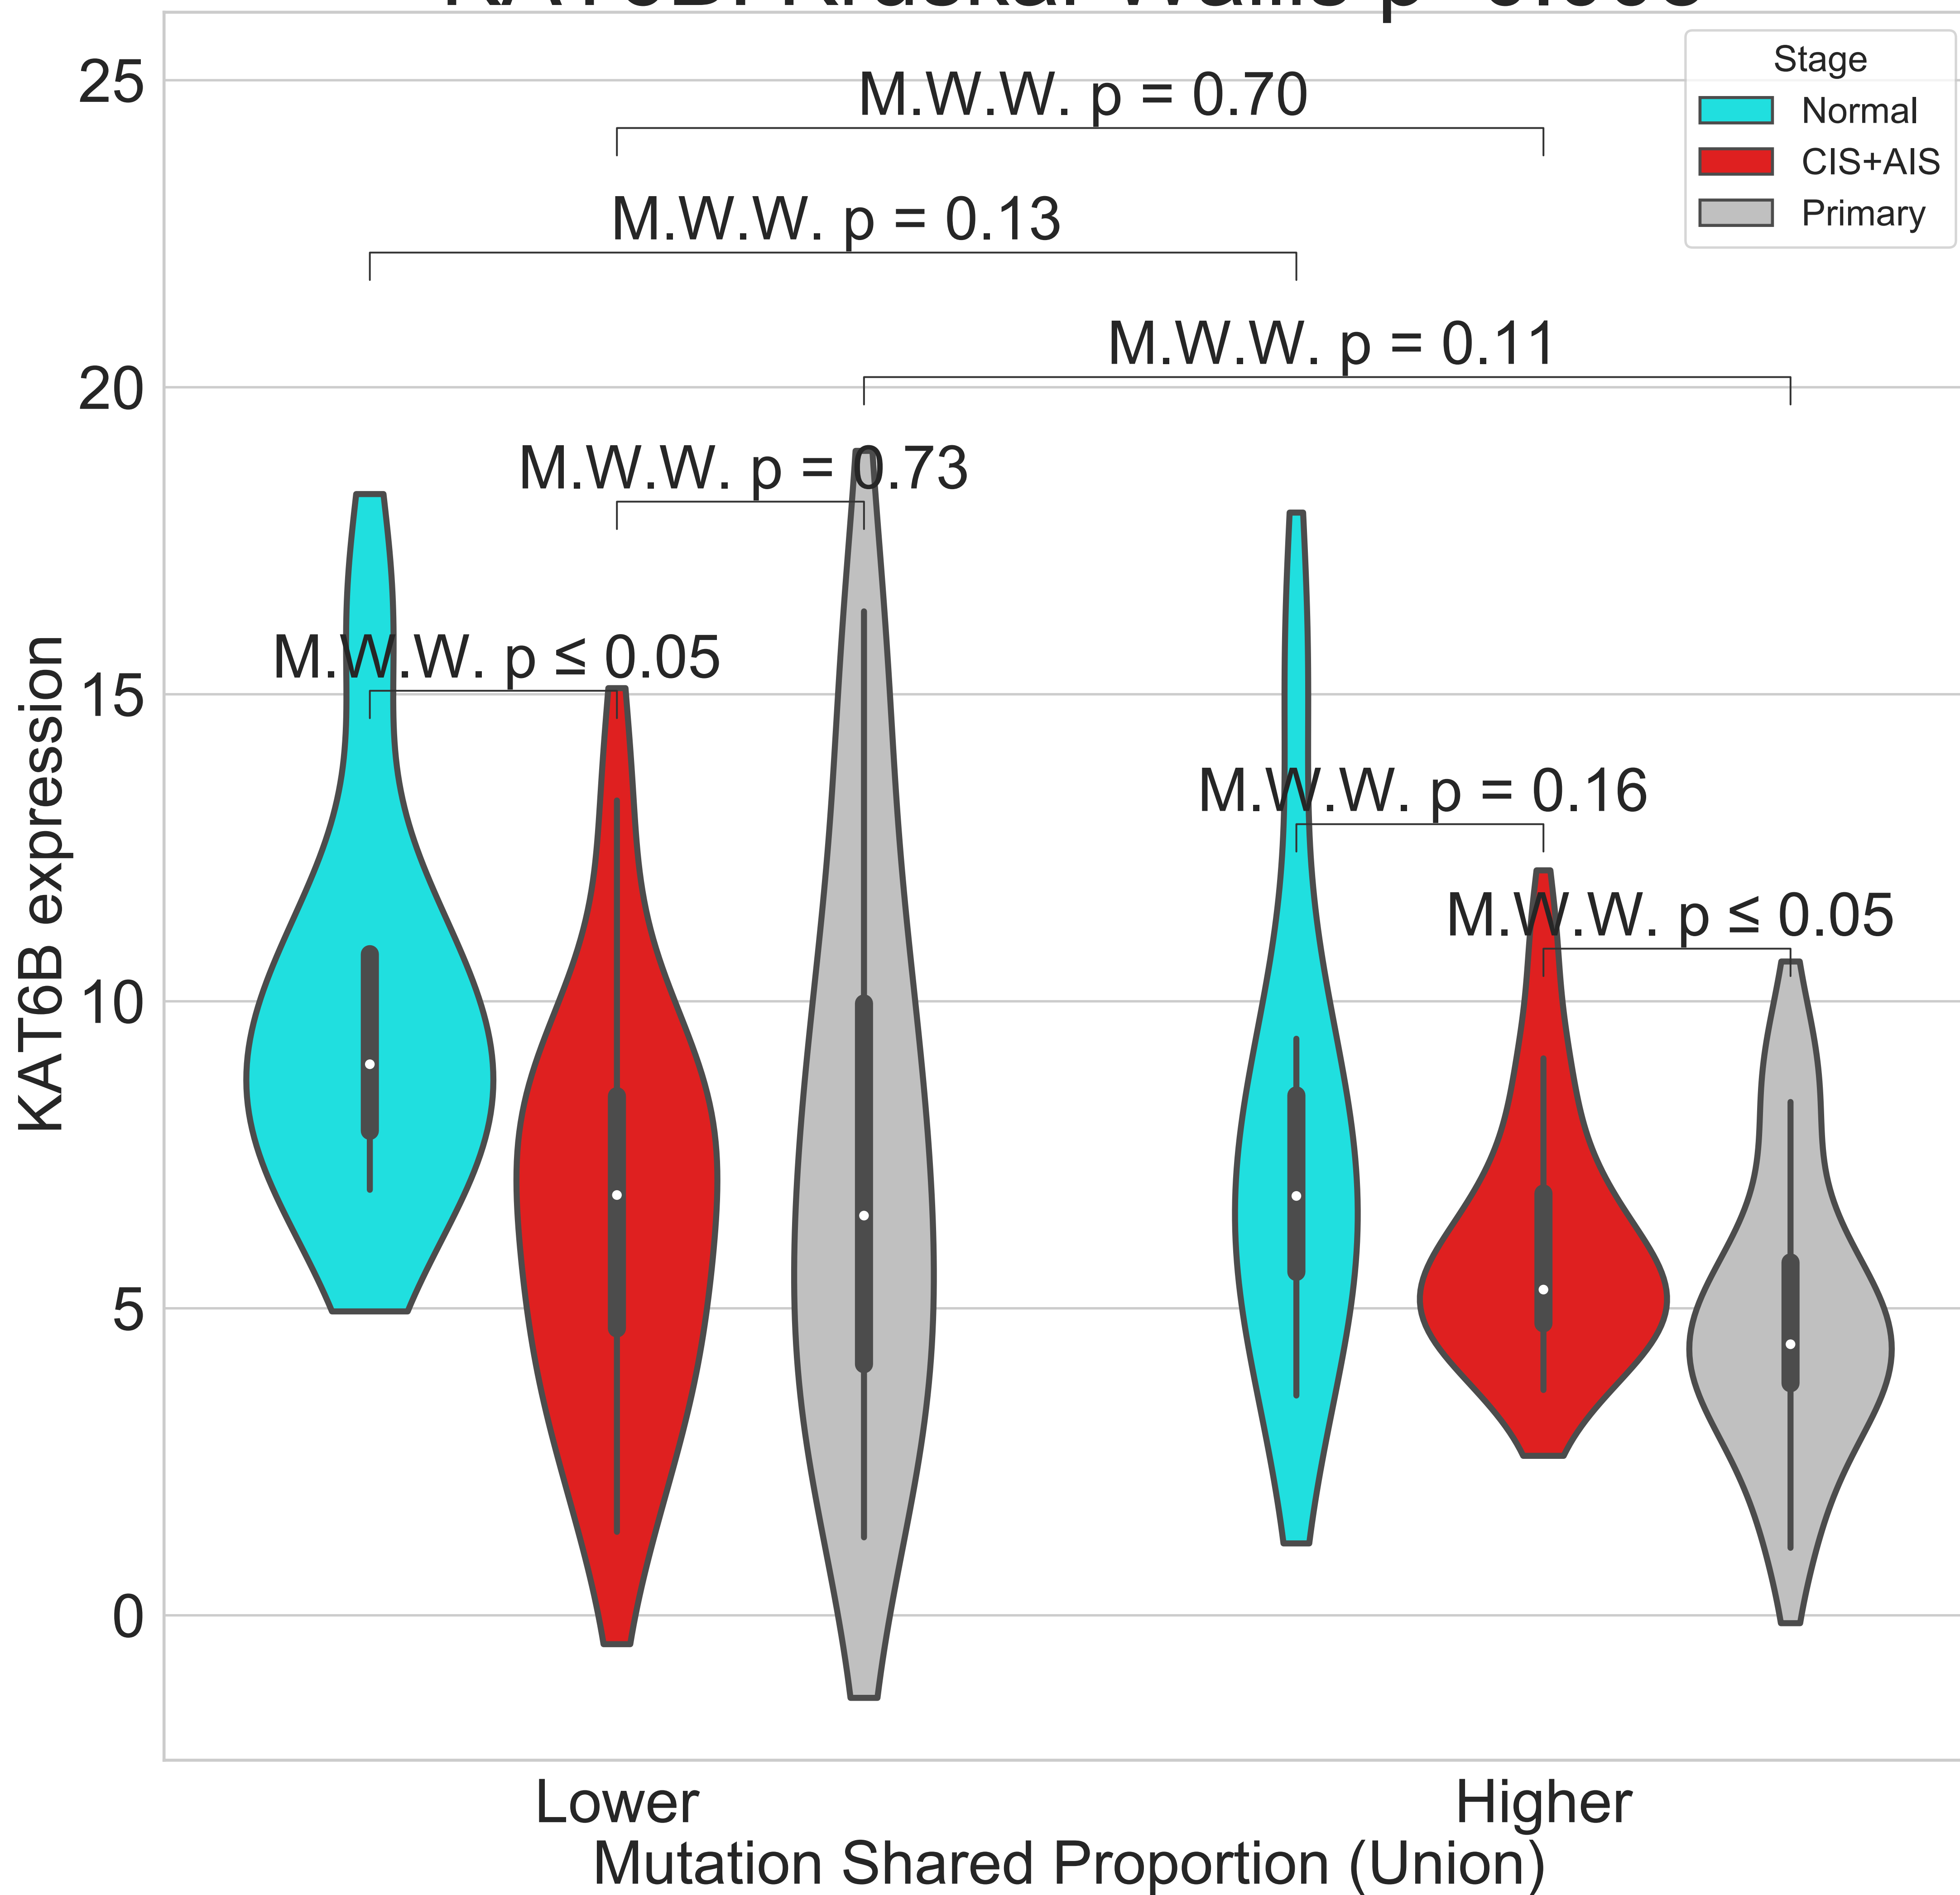 25
M.W.W. p = 0.70
Stage
Normal
CIS+AIS
Primary
M.W.W. p = 0.13
M.W.W. p = 0.11
20
M.W.W. p = 0.73
M.W.W. p ≤ 0.05
15
M.W.W. p = 0.16
M.W.W. p ≤ 0.05
10
5
0
KAT6B expression
Lower
Higher
Mutation Shared Proportion (Union)